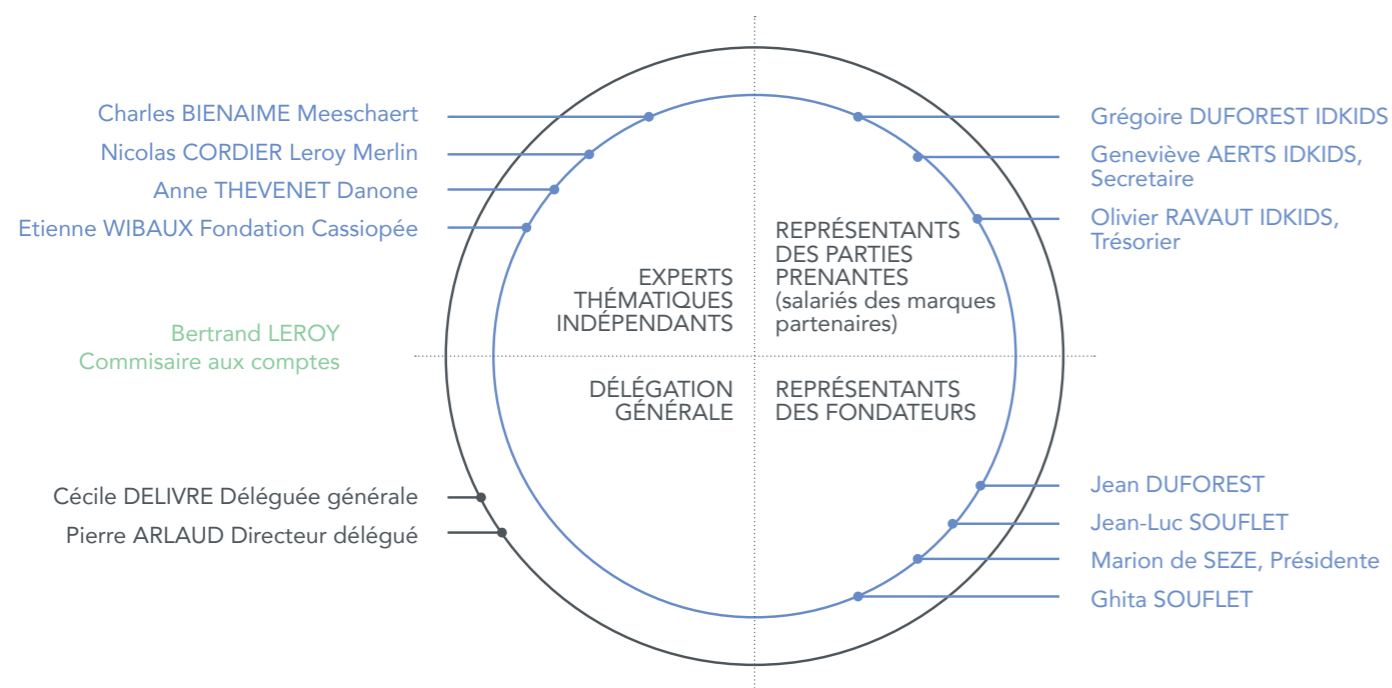 Charles BIENAIME Meeschaert
Nicolas CORDIER Leroy Merlin
Anne THEVENET Danone
Etienne WIBAUX Fondation Cassiopée
Grégoire DUFOREST IDKIDS
Geneviève AERTS IDKIDS,
Secretaire
Olivier RAVAUT IDKIDS,
Trésorier
EXPERTS
THÉMATIQUES
INDÉPENDANTS
REPRÉSENTANTS
DES PARTIES
PRENANTES
(salariés des marques
partenaires)
Bertrand LEROY
Commisaire aux comptes
DÉLÉGATION
GÉNÉRALE
REPRÉSENTANTS
DES FONDATEURS
Cécile DELIVRE Déléguée générale
Pierre ARLAUD Directeur délégué
Jean DUFOREST
Jean-Luc SOUFLET
Marion de SEZE, Présidente
Ghita SOUFLET